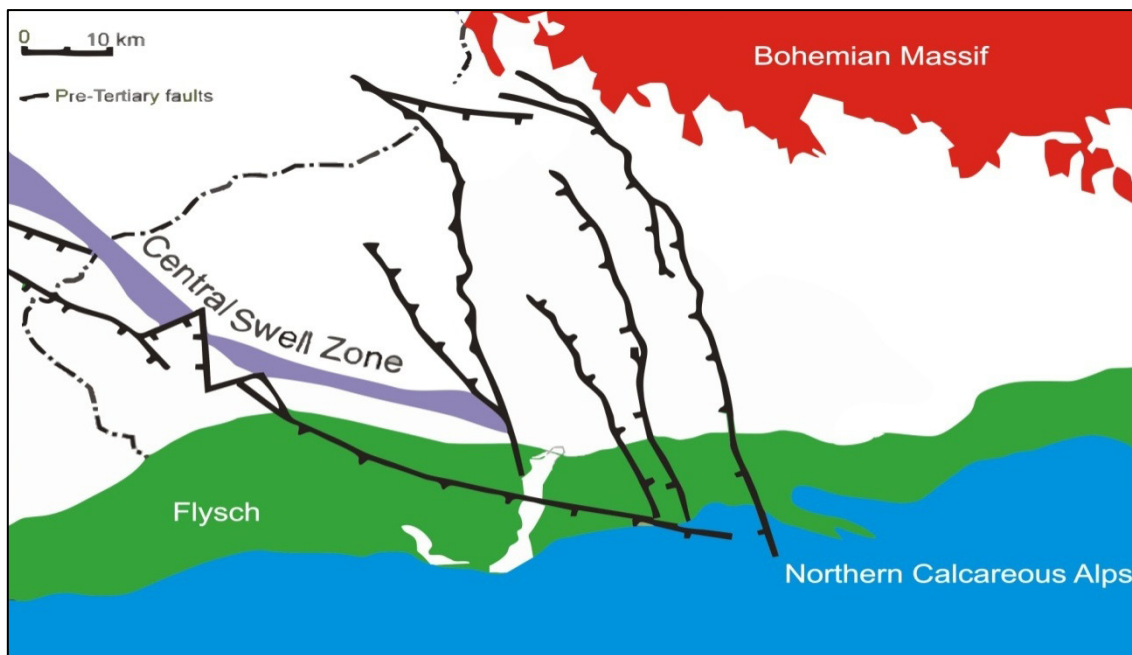 0 10 km
Pre-Tertiary faults
Bohemian Massif
Central Swell Zone
Flysch
Northern Calcareous Alps